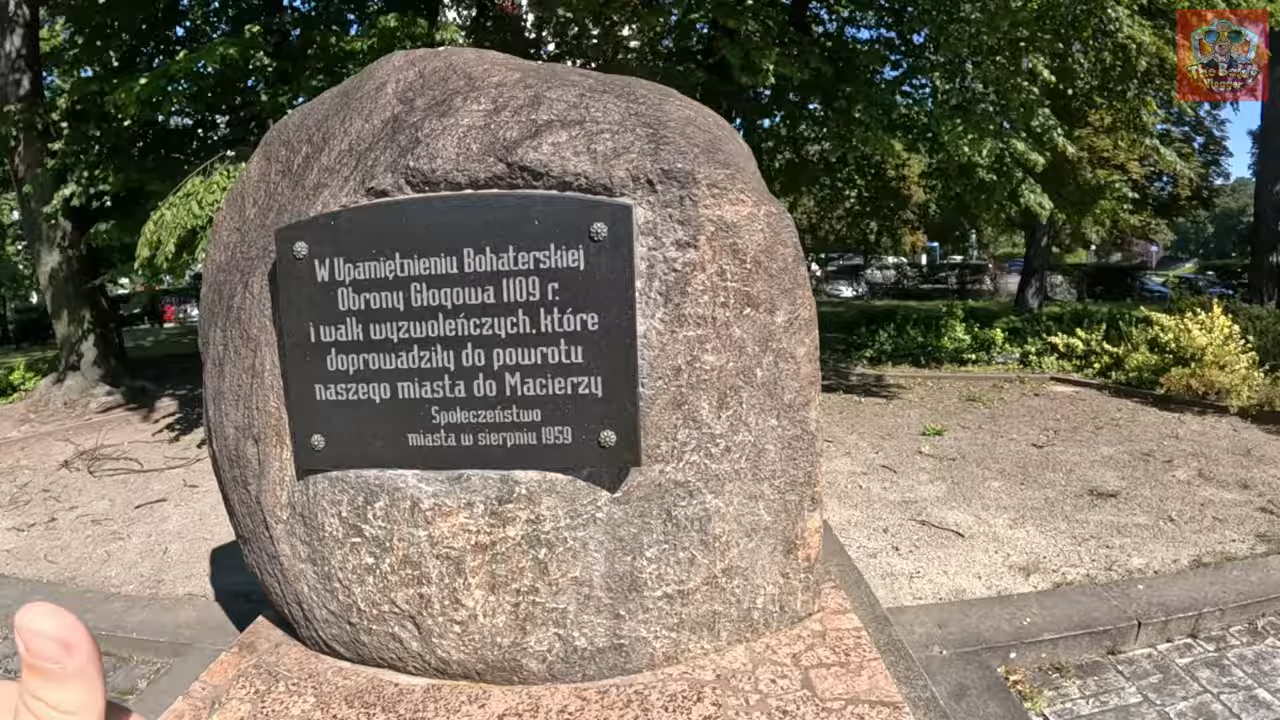 W Upamiętnieniu Bohaterskiej
Obrony Głogowa 1109 r.
i walk wyzwoleńczych, które
doprowadziły do powrotu
naszego miasta do Macierzy
Społeczeństwo
miasta w sierpniu 1959
Vlogger